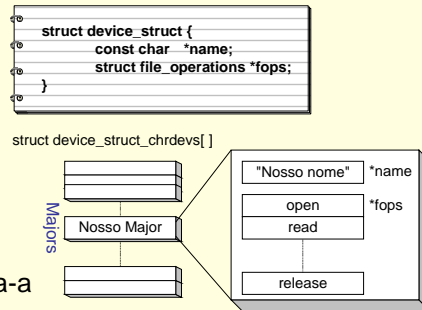 struct device_struct {
const char *name;
struct file_operations *fops;
}
struct device_struct_chrdevs[ ]
Majors
Nosso Major
"Nosso nome" *name
open *fops
read
release
a-a